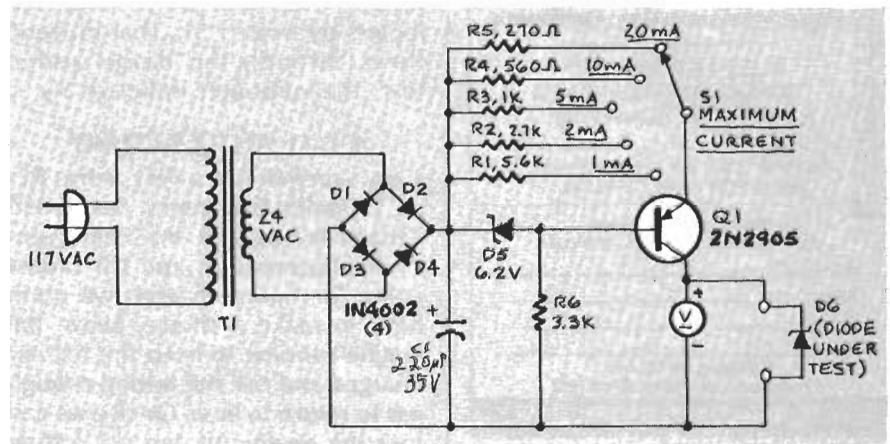 R5, 270Ω
20mA
R4, 560Ω
10mA
R3, 1K
5mA
R2, 2.7K
2mA
R1, 5.6K
1mA
S1
MAXIMUM
CURRENT
117VAC
T1
24
VAC
D1
D2
D3
D4
1N4002
(4)
+
C1
220µF
35V
D5
6.2V
R6
3.3K
Q1
2N2905
+
V
-
D6
(DIODE
UNDER
TEST)